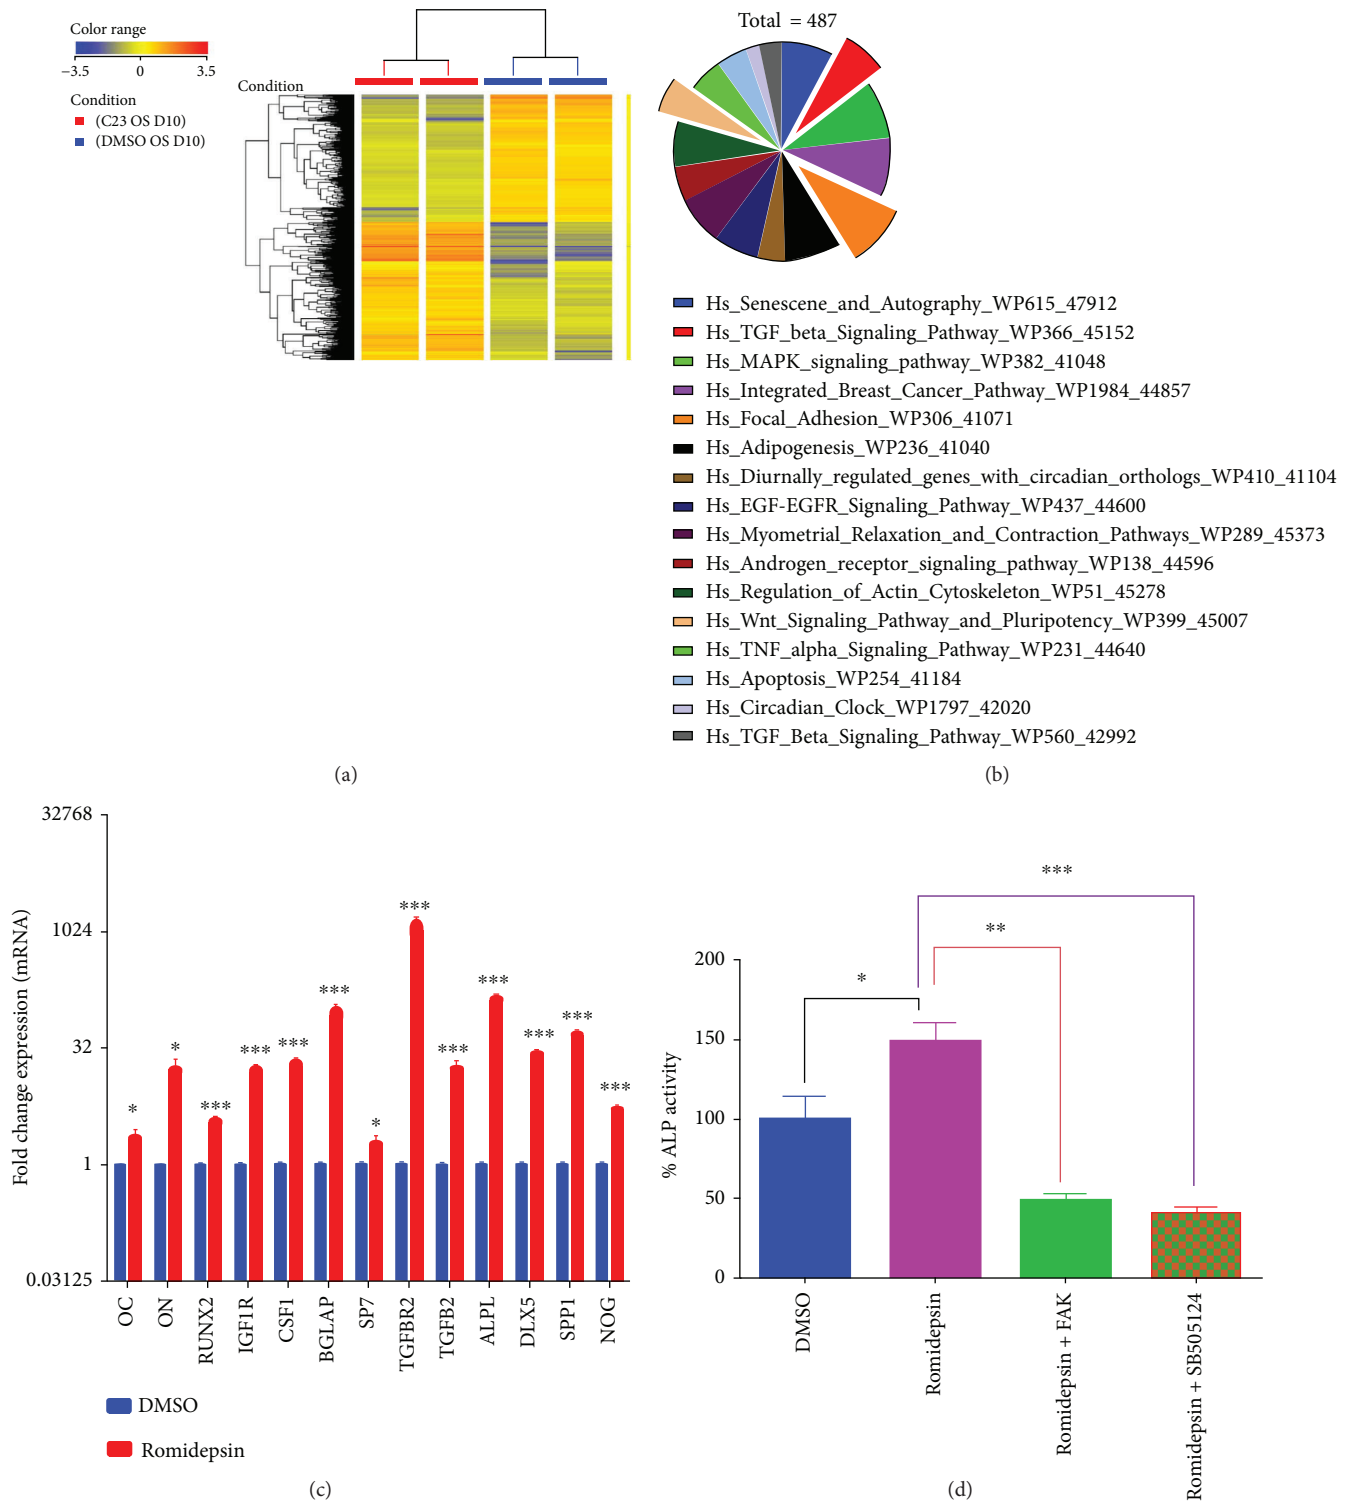 Color range
−3.5 0 3.5
Condition
(C23 OS D10)
(DMSO OS D10)
Condition
(a)
Total = 487
Hs_Senescene_and_Autography_WP615_47912
Hs_TGF_beta_Signaling_Pathway_WP366_45152
Hs_MAPK_signaling_pathway_WP382_41048
Hs_Integrated_Breast_Cancer_Pathway_WP1984_44857
Hs_Focal_Adhesion_WP306_41071
Hs_Adipogenesis_WP236_41040
Hs_Diurnally_regulated_genes_with_circadian_orthologs_WP410_41104
Hs_EGF-EGFR_Signaling_Pathway_WP437_44600
Hs_Myometrial_Relaxation_and_Contraction_Pathways_WP289_45373
Hs_Androgen_receptor_signaling_pathway_WP138_44596
Hs_Regulation_of_Actin_Cytoskeleton_WP51_45278
Hs_Wnt_Signaling_Pathway_and_Pluripotency_WP399_45007
Hs_TNF_alpha_Signaling_Pathway_WP231_44640
Hs_Apoptosis_WP254_41184
Hs_Circadian_Clock_WP1797_42020
Hs_TGF_Beta_Signaling_Pathway_WP560_42992
(b)
Fold change expression (mRNA)
32768
1024
32
1
0.03125
*
*
***
***
***
***
*
***
***
***
***
***
***
OC
ON
RUNX2
IGF1R
CSF1
BGLAP
SP7
TGFBR2
TGFB2
ALPL
DLX5
SPP1
NOG
DMSO
Romidepsin
(c)
% ALP activity
200
150
100
50
0
*
**
***
DMSO
Romidepsin
Romidepsin + FAK
Romidepsin + SB505124
(d)